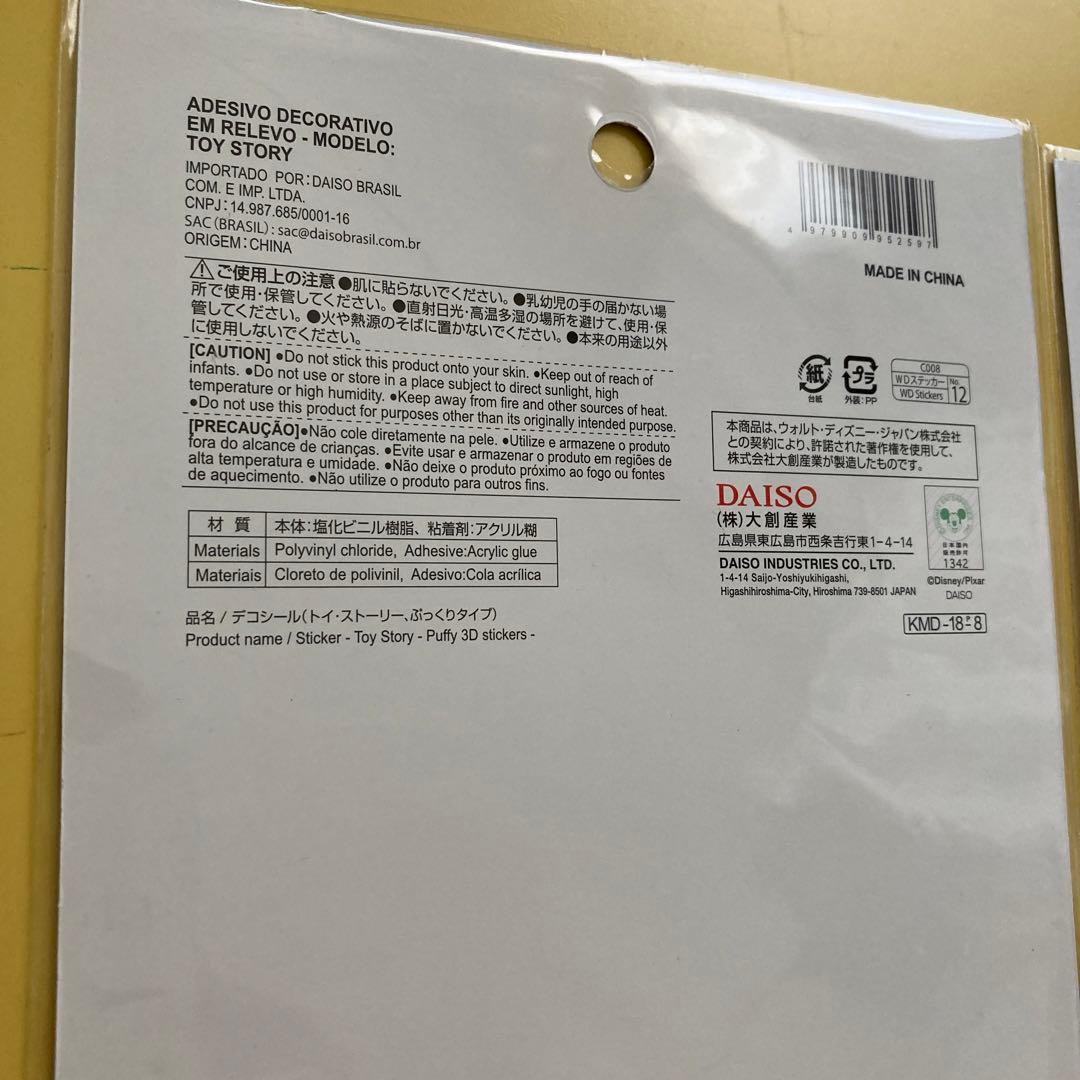 ADESIVO DECORATIVO
EM RELEVO - MODELO:
TOY STORY
IMPORTADO POR:DAISO BRASIL
COM. E IMP. LTDA.
CNPJ:14.987.685/0001-16
SAC(BRASIL): sac@daisobrasil.com.br
ORIGEM:CHINA
4 979909 952597
MADE IN CHINA
⚠ご使用上の注意 ●肌に貼らないでください。●乳幼児の手の届かない場
所で使用・保管してください。●直射日光・高温多湿の場所を避けて、使用・保
管してください。●火や熱源のそばに置かないでください。●本来の用途以外
に使用しないでください。
[CAUTION] ●Do not stick this product onto your skin. ●Keep out of reach of
infants. ●Do not use or store in a place subject to direct sunlight, high
temperature or high humidity. ●Keep away from fire and other sources of heat.
●Do not use this product for purposes other than its originally intended purpose.
[PRECAUÇÃO]●Não cole diretamente na pele. ●Utilize e armazene o produto
fora do alcance de crianças. ●Evite usar e armazenar o produto em regiões de
alta temperatura e umidade. ●Não deixe o produto próximo ao fogo ou fontes
de aquecimento. ●Não utilize o produto para outros fins.
材 質 本体:塩化ビニル樹脂、粘着剤:アクリル糊
Materials Polyvinyl chloride, Adhesive:Acrylic glue
Materiais Cloreto de polivinil, Adesivo:Cola acrílica
品名 / デコシール(トイ・ストーリー、ぷっくりタイプ)
Product name / Sticker - Toy Story - Puffy 3D stickers -
紙
台紙
プラ
外装:PP
C008
WDステッカー
WD Stickers
No.
12
本商品は、ウォルト・ディズニー・ジャパン株式会社
との契約により、許諾された著作権を使用して、
株式会社大創産業が製造したものです。
DAISO
(株)大創産業
広島県東広島市西条吉行東1-4-14
DAISO INDUSTRIES CO., LTD.
1-4-14 Saijo-Yoshiyukihigashi,
Higashihiroshima-City, Hiroshima 739-8501 JAPAN
日本国内
販売許可
1342
©Disney/Pixar
DAISO
KMD-18-P-8